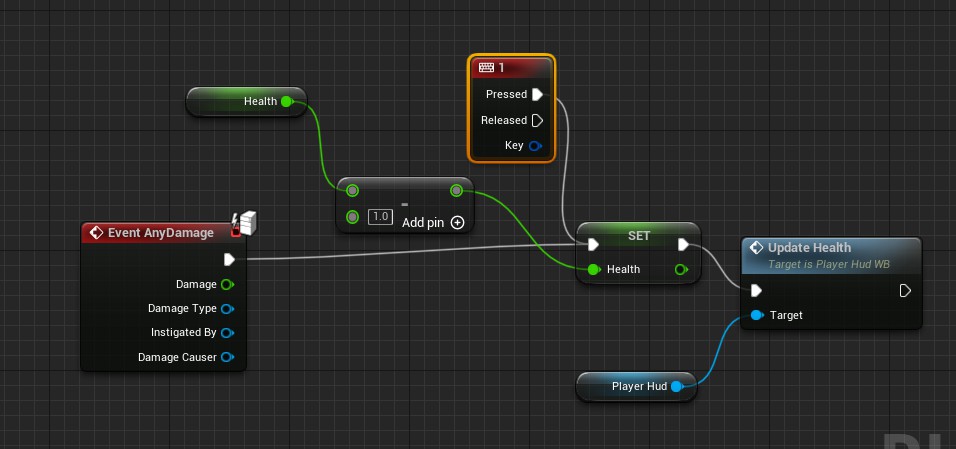 1
Pressed
Released
Key
Health
-
1.0
Add pin
Event AnyDamage
Damage
Damage Type
Instigated By
Damage Causer
SET
Health
Update Health
Target is Player Hud WB
Target
Player Hud